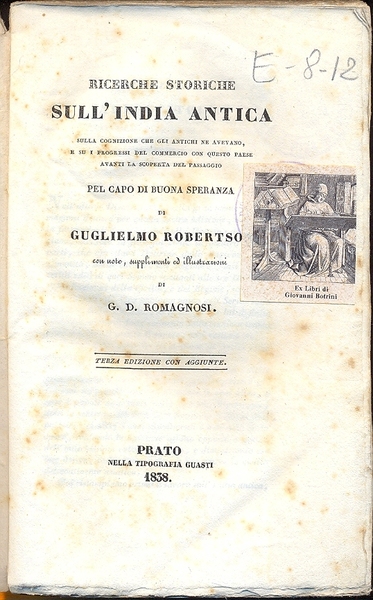 E-8-12
RICERCHE STORICHE
SULL'INDIA ANTICA
SULLA COGNIZIONE CHE GLI ANTICHI NE AVEVANO,
E SU I PROGRESSI DEL COMMERCIO CON QUESTO PAESE
AVANTI LA SCOPERTA DEL PASSAGGIO
PEL CAPO DI BUONA SPERANZA
DI
GUGLIELMO ROBERTSO
con note, supplimenti ed illustrazioni
DI
G. D. ROMAGNOSI.
Ex Libri di
Giovanni Botrini
TERZA EDIZIONE CON AGGIUNTE.
PRATO
NELLA TIPOGRAFIA GUASTI
1838.